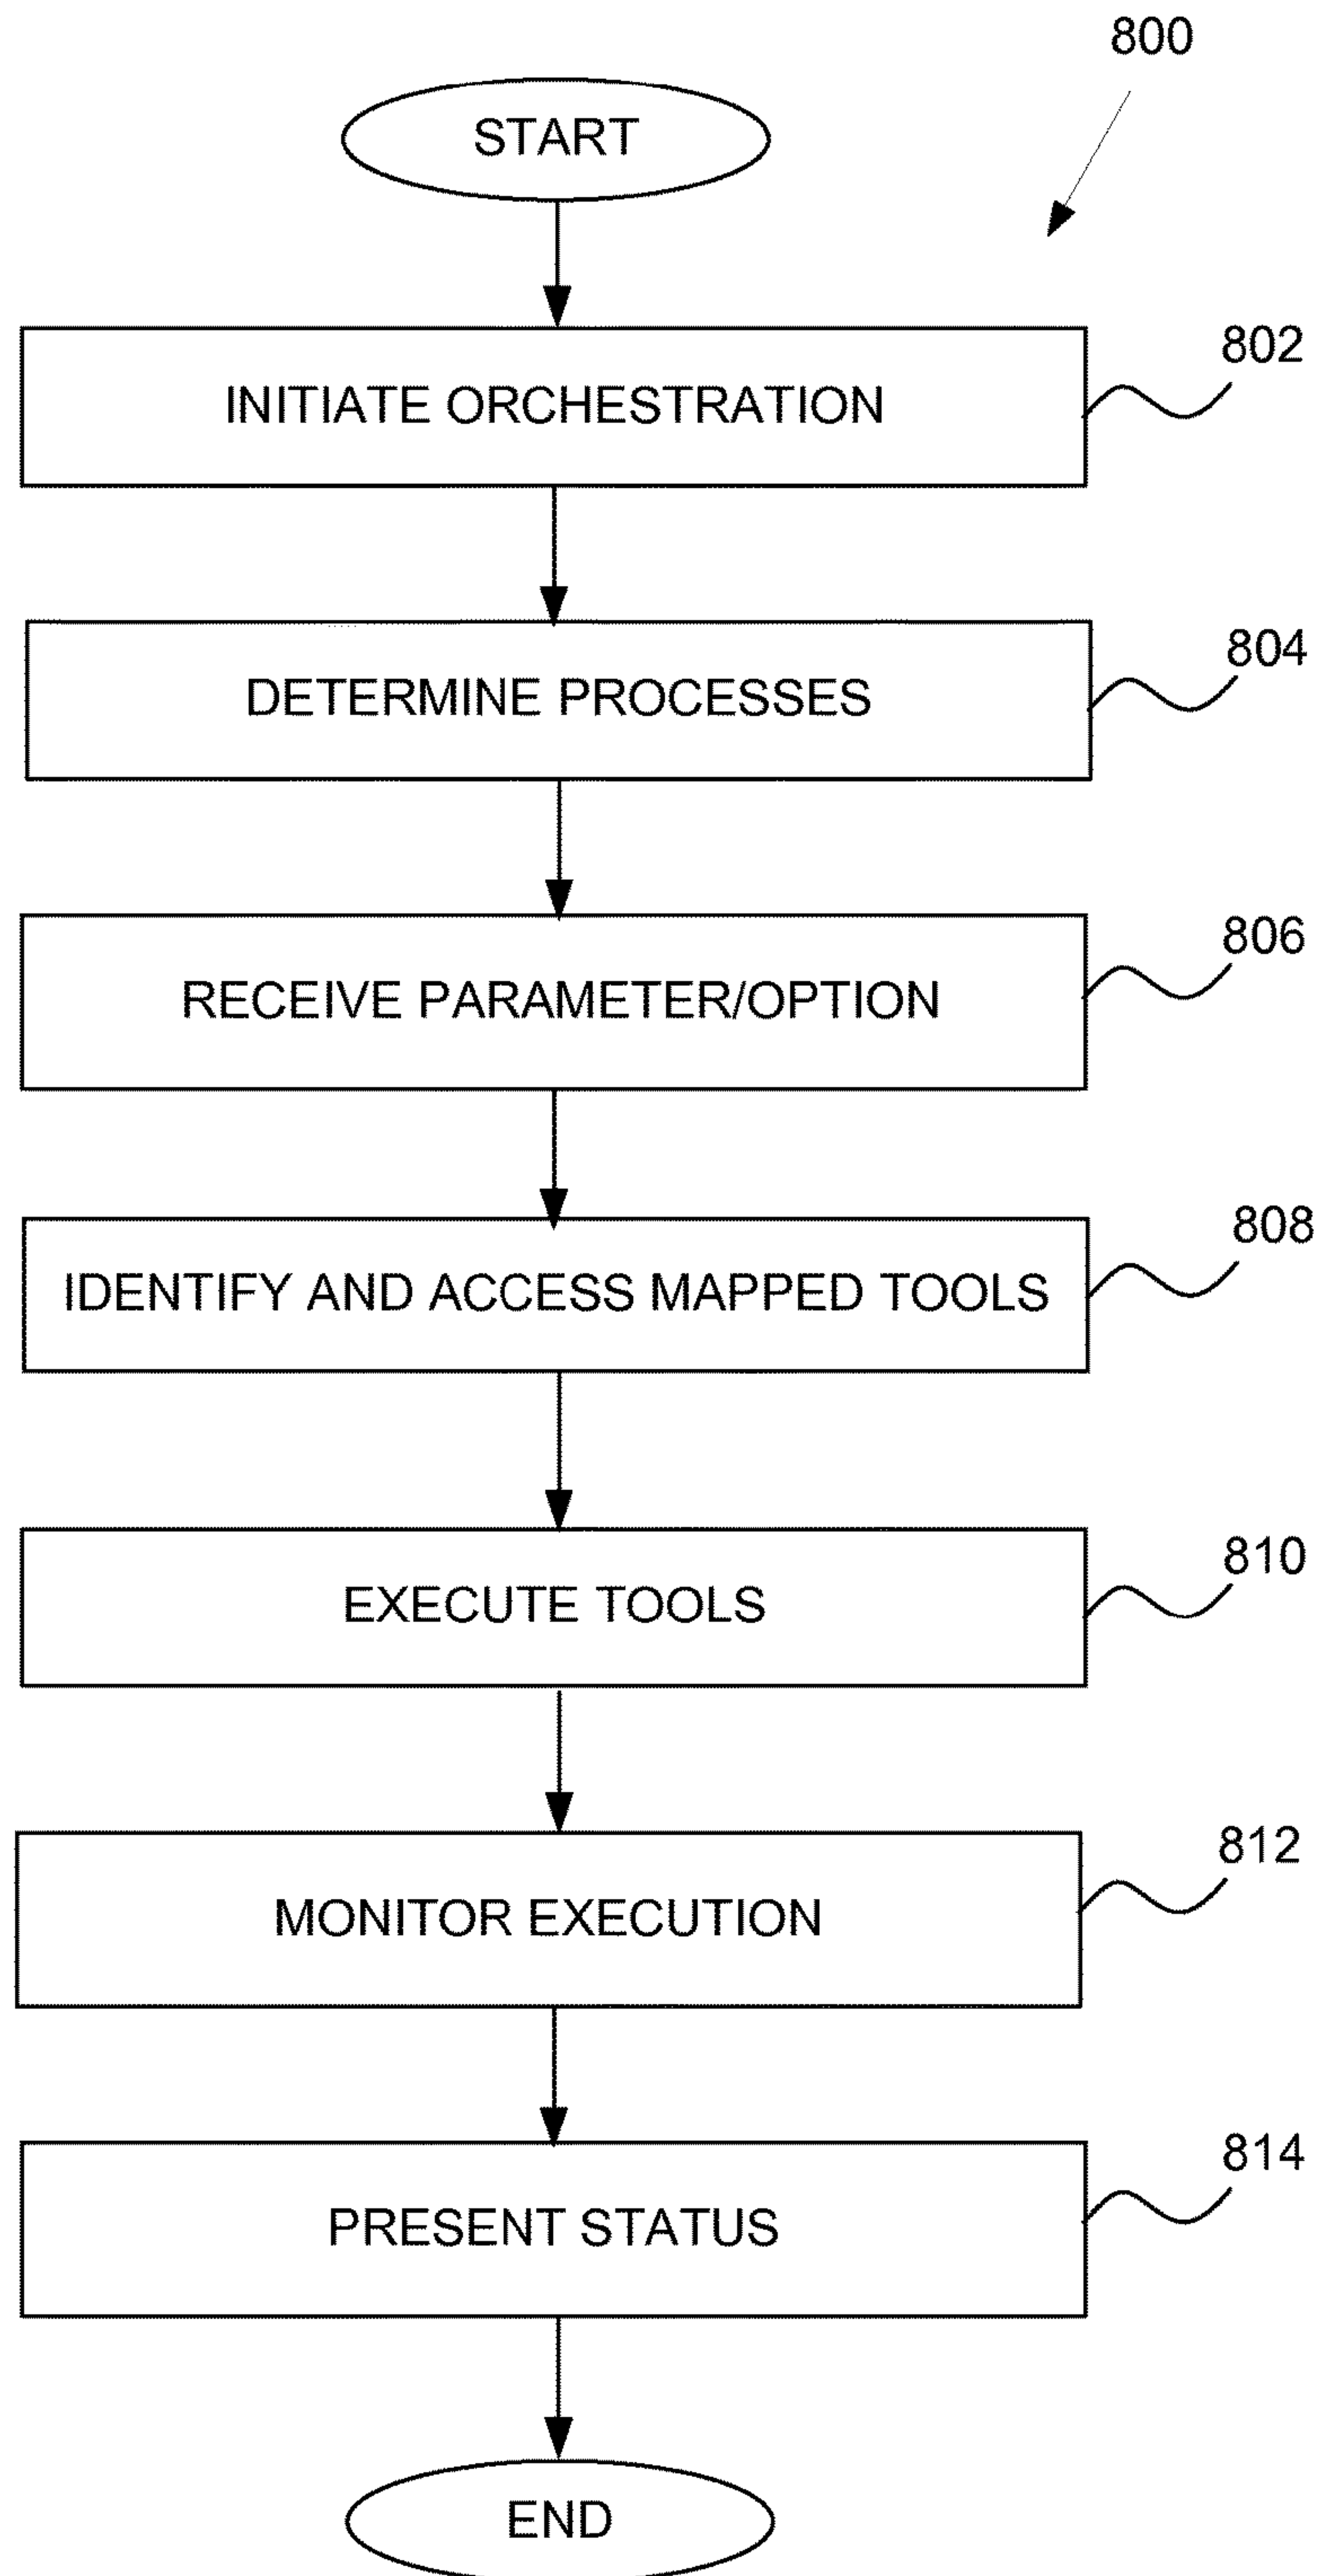 800
START
INITIATE ORCHESTRATION
802
DETERMINE PROCESSES
804
RECEIVE PARAMETER/OPTION
806
IDENTIFY AND ACCESS MAPPED TOOLS
808
EXECUTE TOOLS
810
MONITOR EXECUTION
812
PRESENT STATUS
814
END